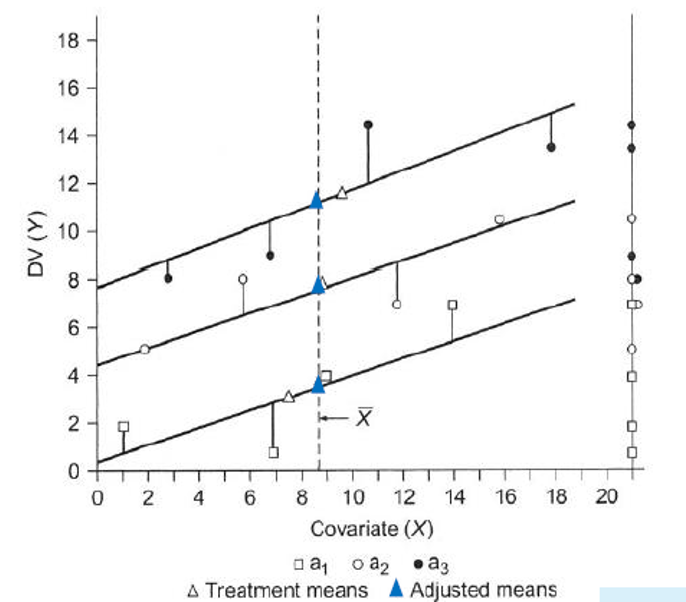 18
16
14
12
10
8
6
4
2
0
DV (Y)
X̅
0 2 4 6 8 10 12 14 16 18 20
Covariate (X)
a₁ a₂ a₃
Treatment means Adjusted means